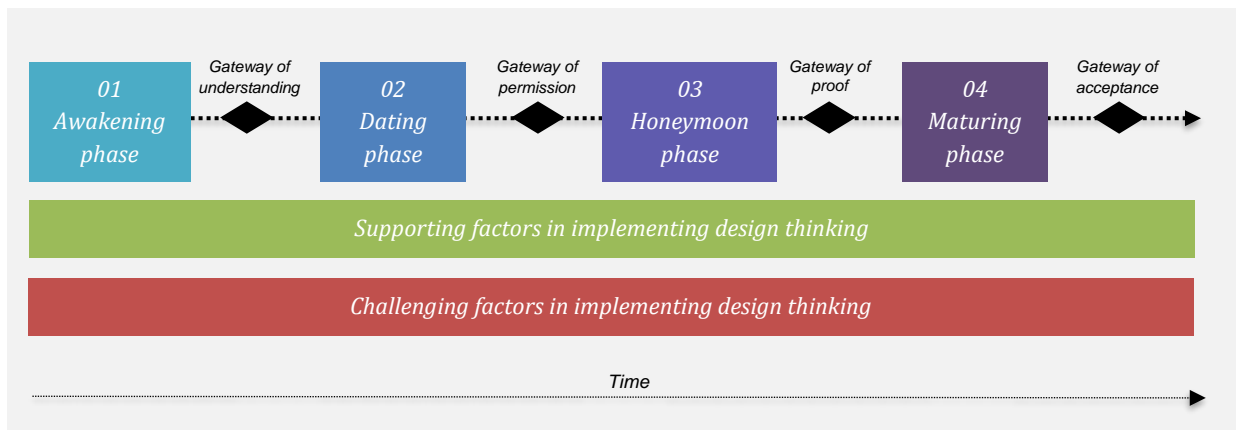 01
Awakening
phase
Gateway of
understanding
02
Dating
phase
Gateway of
permission
03
Honeymoon
phase
Gateway of
proof
04
Maturing
phase
Gateway of
acceptance
Supporting factors in implementing design thinking
Challenging factors in implementing design thinking
Time